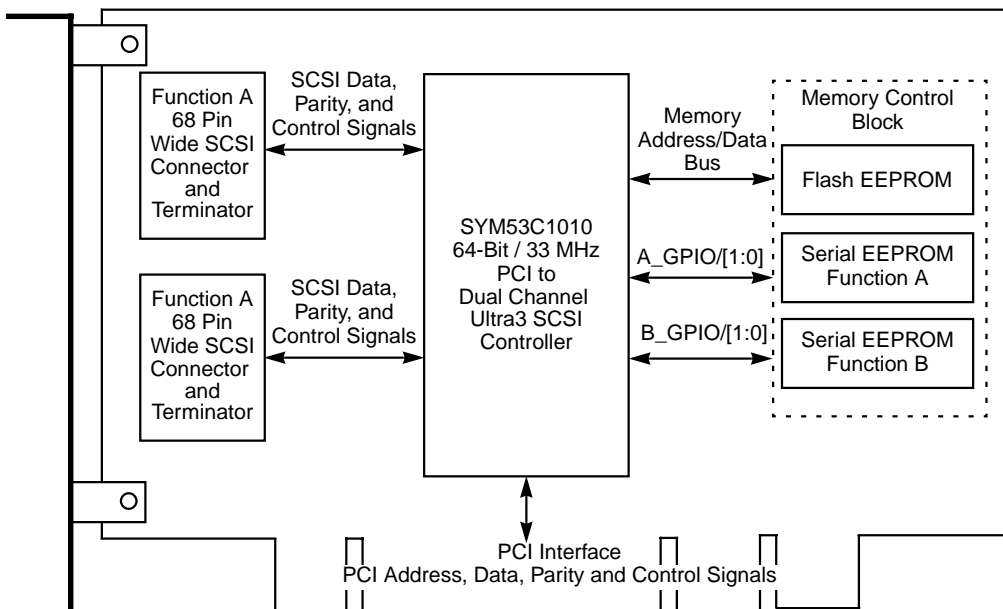 Function A
68 Pin
Wide SCSI
Connector
and
Terminator
SCSI Data,
Parity, and
Control Signals
Function A
68 Pin
Wide SCSI
Connector
and
Terminator
SCSI Data,
Parity, and
Control Signals
SYM53C1010
64-Bit / 33 MHz
PCI to
Dual Channel
Ultra3 SCSI
Controller
Memory
Address/Data
Bus
A_GPIO/[1:0]
B_GPIO/[1:0]
Memory Control
Block
Flash EEPROM
Serial EEPROM
Function A
Serial EEPROM
Function B
PCI Interface
PCI Address, Data, Parity and Control Signals